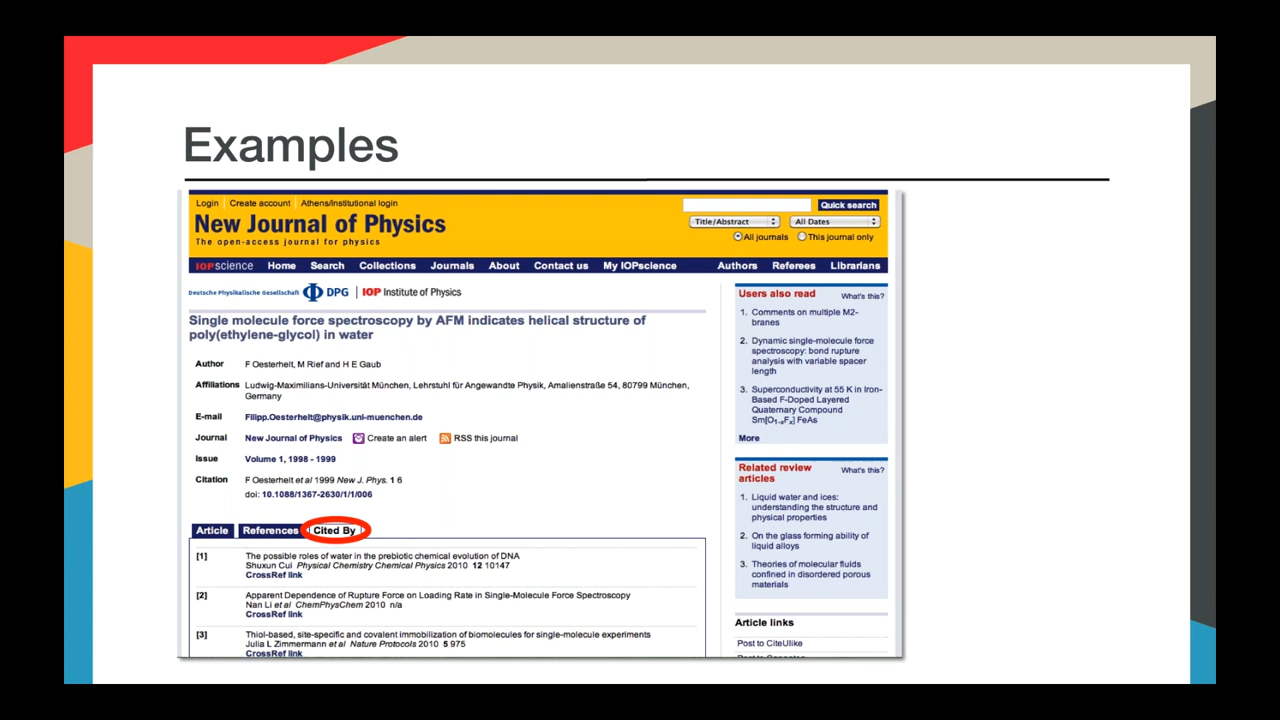 Examples
Login Create account Athens/Institutional login
Quick search
New Journal of Physics
Title/Abstract All Dates
The open-access journal for physics
All journals This journal only
IOPscience Home Search Collections Journals About Contact us My IOPscience Authors Referees Librarians
Deutsche Physikalische Gesellschaft DPG IOP Institute of Physics
Single molecule force spectroscopy by AFM indicates helical structure of
poly(ethylene-glycol) in water
Author F Oesterhelt, M Rief and H E Gaub
Affiliations Ludwig-Maximilians-Universität München, Lehrstuhl für Angewandte Physik, Amalienstraße 54, 80799 München,
Germany
E-mail Filipp.Oesterhelt@physik.uni-muenchen.de
Journal New Journal of Physics Create an alert RSS this journal
Issue Volume 1, 1998 - 1999
Citation F Oesterhelt et al 1999 New J. Phys. 1 6
doi: 10.1088/1367-2630/1/1/006
Article References Cited By
[1] The possible roles of water in the prebiotic chemical evolution of DNA
Shuxun Cui Physical Chemistry Chemical Physics 2010 12 10147
CrossRef link
[2] Apparent Dependence of Rupture Force on Loading Rate in Single-Molecule Force Spectroscopy
Nan Li et al ChemPhysChem 2010 n/a
CrossRef link
[3] Thiol-based, site-specific and covalent immobilization of biomolecules for single-molecule experiments
Julia L Zimmermann et al Nature Protocols 2010 5 975
CrossRef link
Users also read What's this?
1. Comments on multiple M2-
branes
2. Dynamic single-molecule force
spectroscopy: bond rupture
analysis with variable spacer
length
3. Superconductivity at 55 K in Iron-
Based F-Doped Layered
Quaternary Compound
Sm[O1-xFx] FeAs
More
Related review What's this?
articles
1. Liquid water and ices:
understanding the structure and
physical properties
2. On the glass forming ability of
liquid alloys
3. Theories of molecular fluids
confined in disordered porous
materials
Article links
Post to CiteUlike